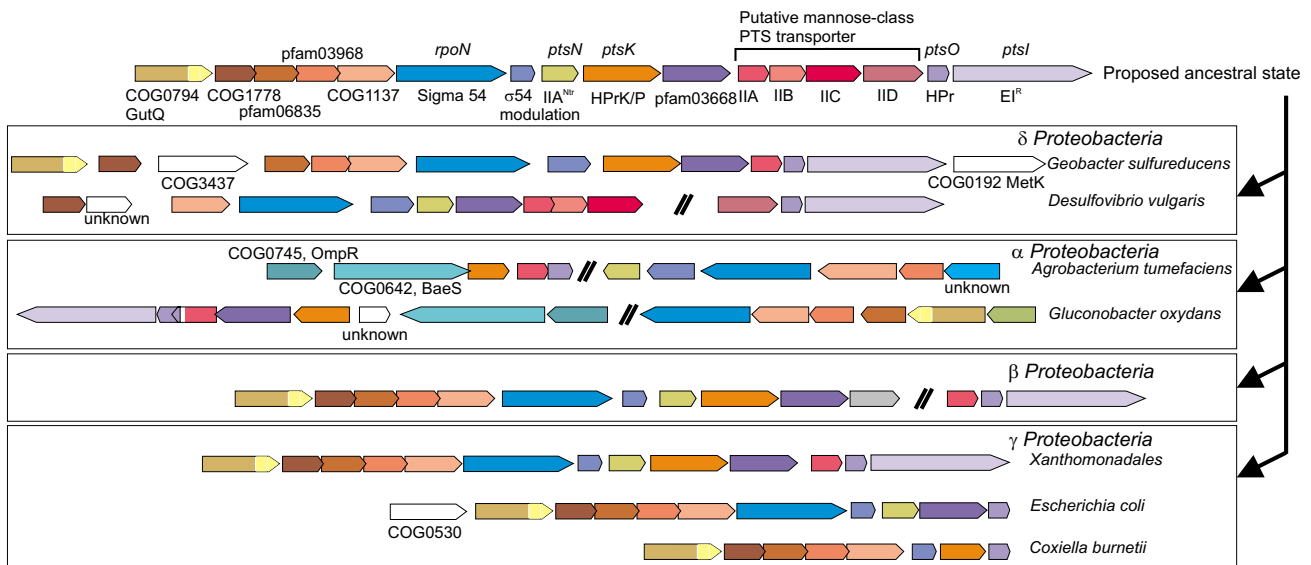 Putative mannose-class
PTS transporter
pfam03968 rpoN ptsN ptsK ptsO ptsI
Proposed ancestral state
COG0794 COG1778 COG1137 Sigma 54 σ54 IIA^Ntr HPrK/P pfam03668 IIA IIB IIC IID HPr EI^R
GutQ pfam06835 modulation
δ Proteobacteria
Geobacter sulfureducens
COG3437 COG0192 MetK
Desulfovibrio vulgaris
unknown
COG0745, OmpR α Proteobacteria
Agrobacterium tumefaciens
COG0642, BaeS unknown
Gluconobacter oxydans
unknown
β Proteobacteria
γ Proteobacteria
Xanthomonadales
Escherichia coli
COG0530
Coxiella burnetii